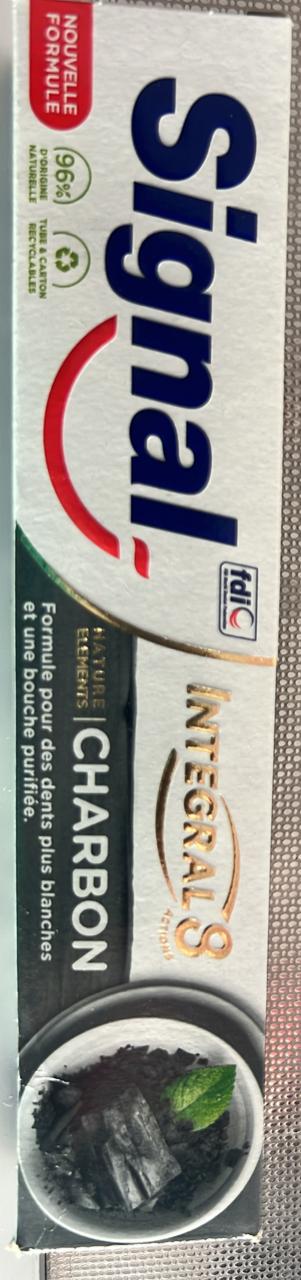 NOUVELLE
FORMULE
96%
D'ORIGINE
NATURELLE
TUBE & CARTON
RECYCLABLES
Signal
fdi
INTEGRAL 8
ACTIONS
NATURE
ELEMENTS
CHARBON
Formule pour des dents plus blanches
et une bouche purifiée.